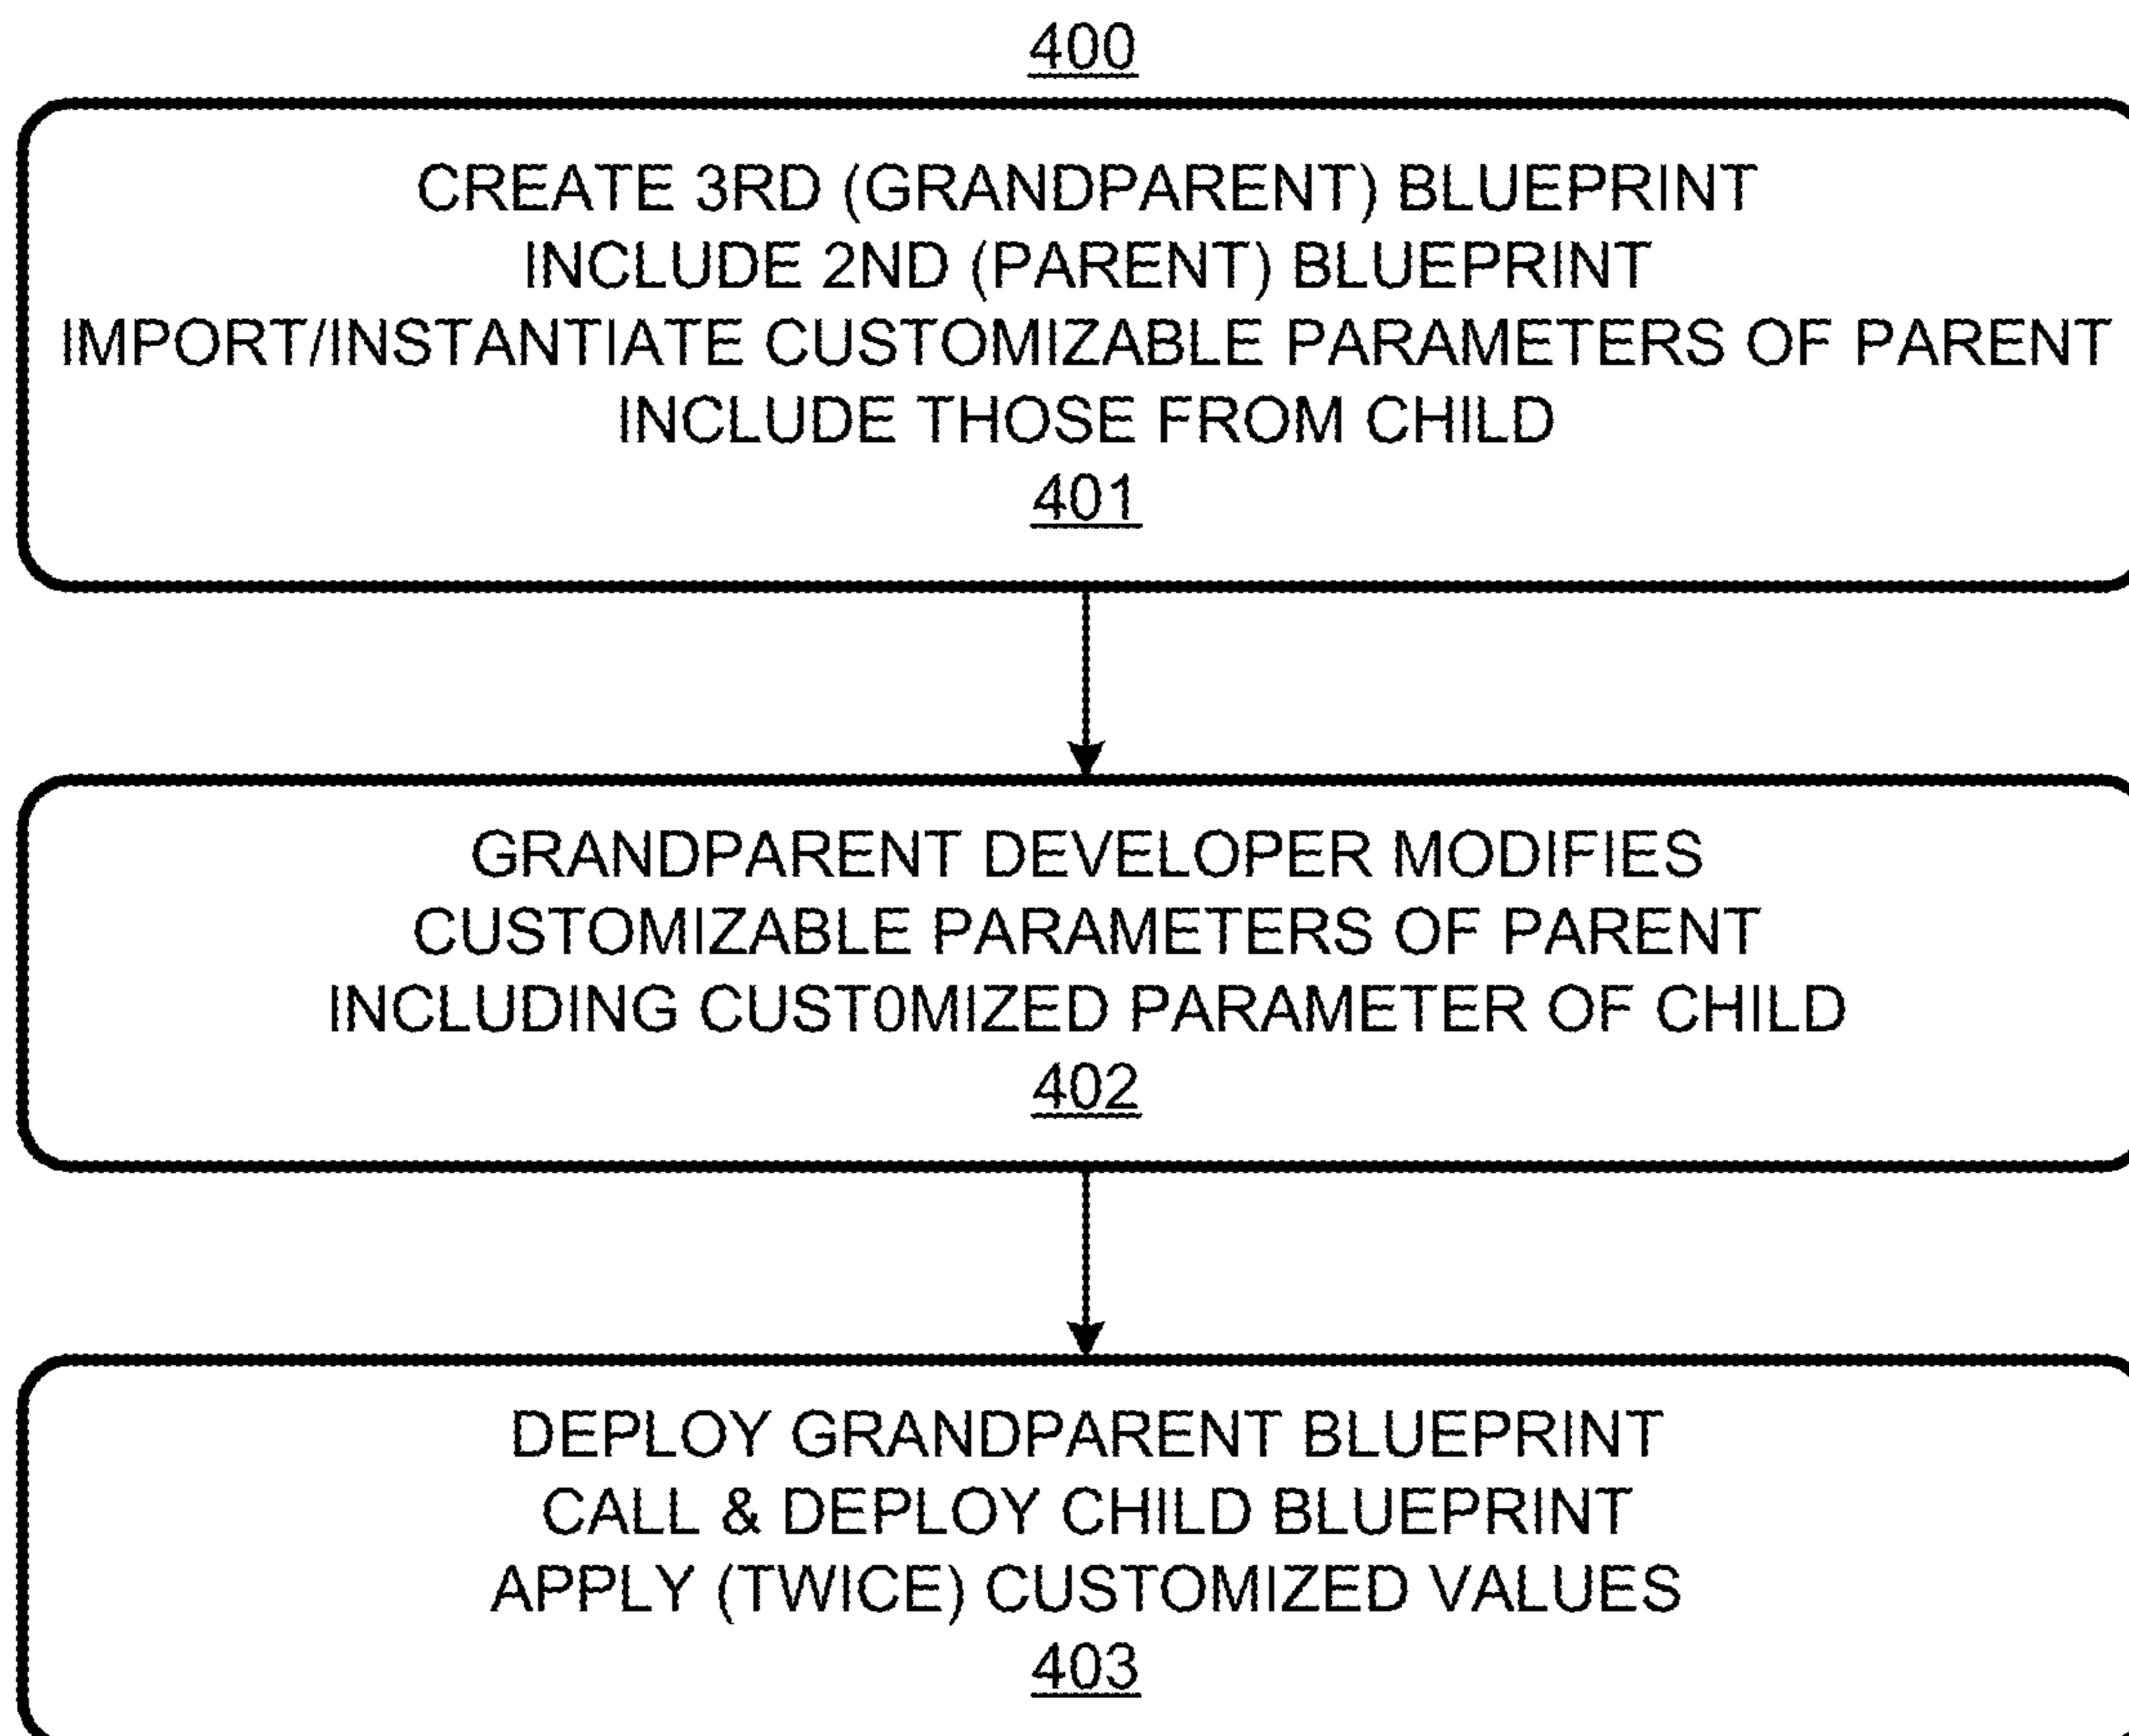 400
CREATE 3RD (GRANDPARENT) BLUEPRINT
INCLUDE 2ND (PARENT) BLUEPRINT
IMPORT/INSTANTIATE CUSTOMIZABLE PARAMETERS OF PARENT
INCLUDE THOSE FROM CHILD
401
GRANDPARENT DEVELOPER MODIFIES
CUSTOMIZABLE PARAMETERS OF PARENT
INCLUDING CUST0MIZED PARAMETER OF CHILD
402
DEPLOY GRANDPARENT BLUEPRINT
CALL & DEPLOY CHILD BLUEPRINT
APPLY (TWICE) CUSTOMIZED VALUES
403